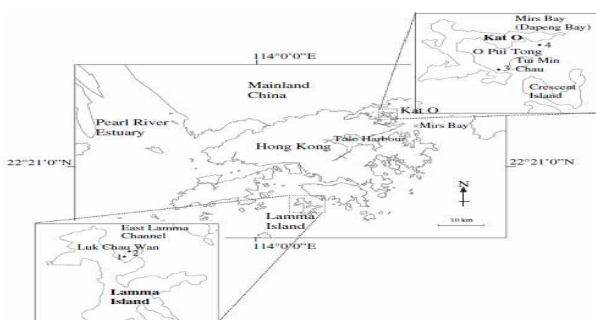 Mirs Bay
(Dapeng Bay)
Kat O
4
O Pui Tong
Tui Min
Chau
3
Crescent
Island
114°0'0"E
Mainland
China
Kat O
Pearl River
Estuary
Mirs Bay
Tolo Harbour
Hong Kong
22°21'0"N
22°21'0"N
N
10 km
Lamma
Island
114°0'0"E
East Lamma
Channel
Luk Chau Wan
1
2
Lamma
Island